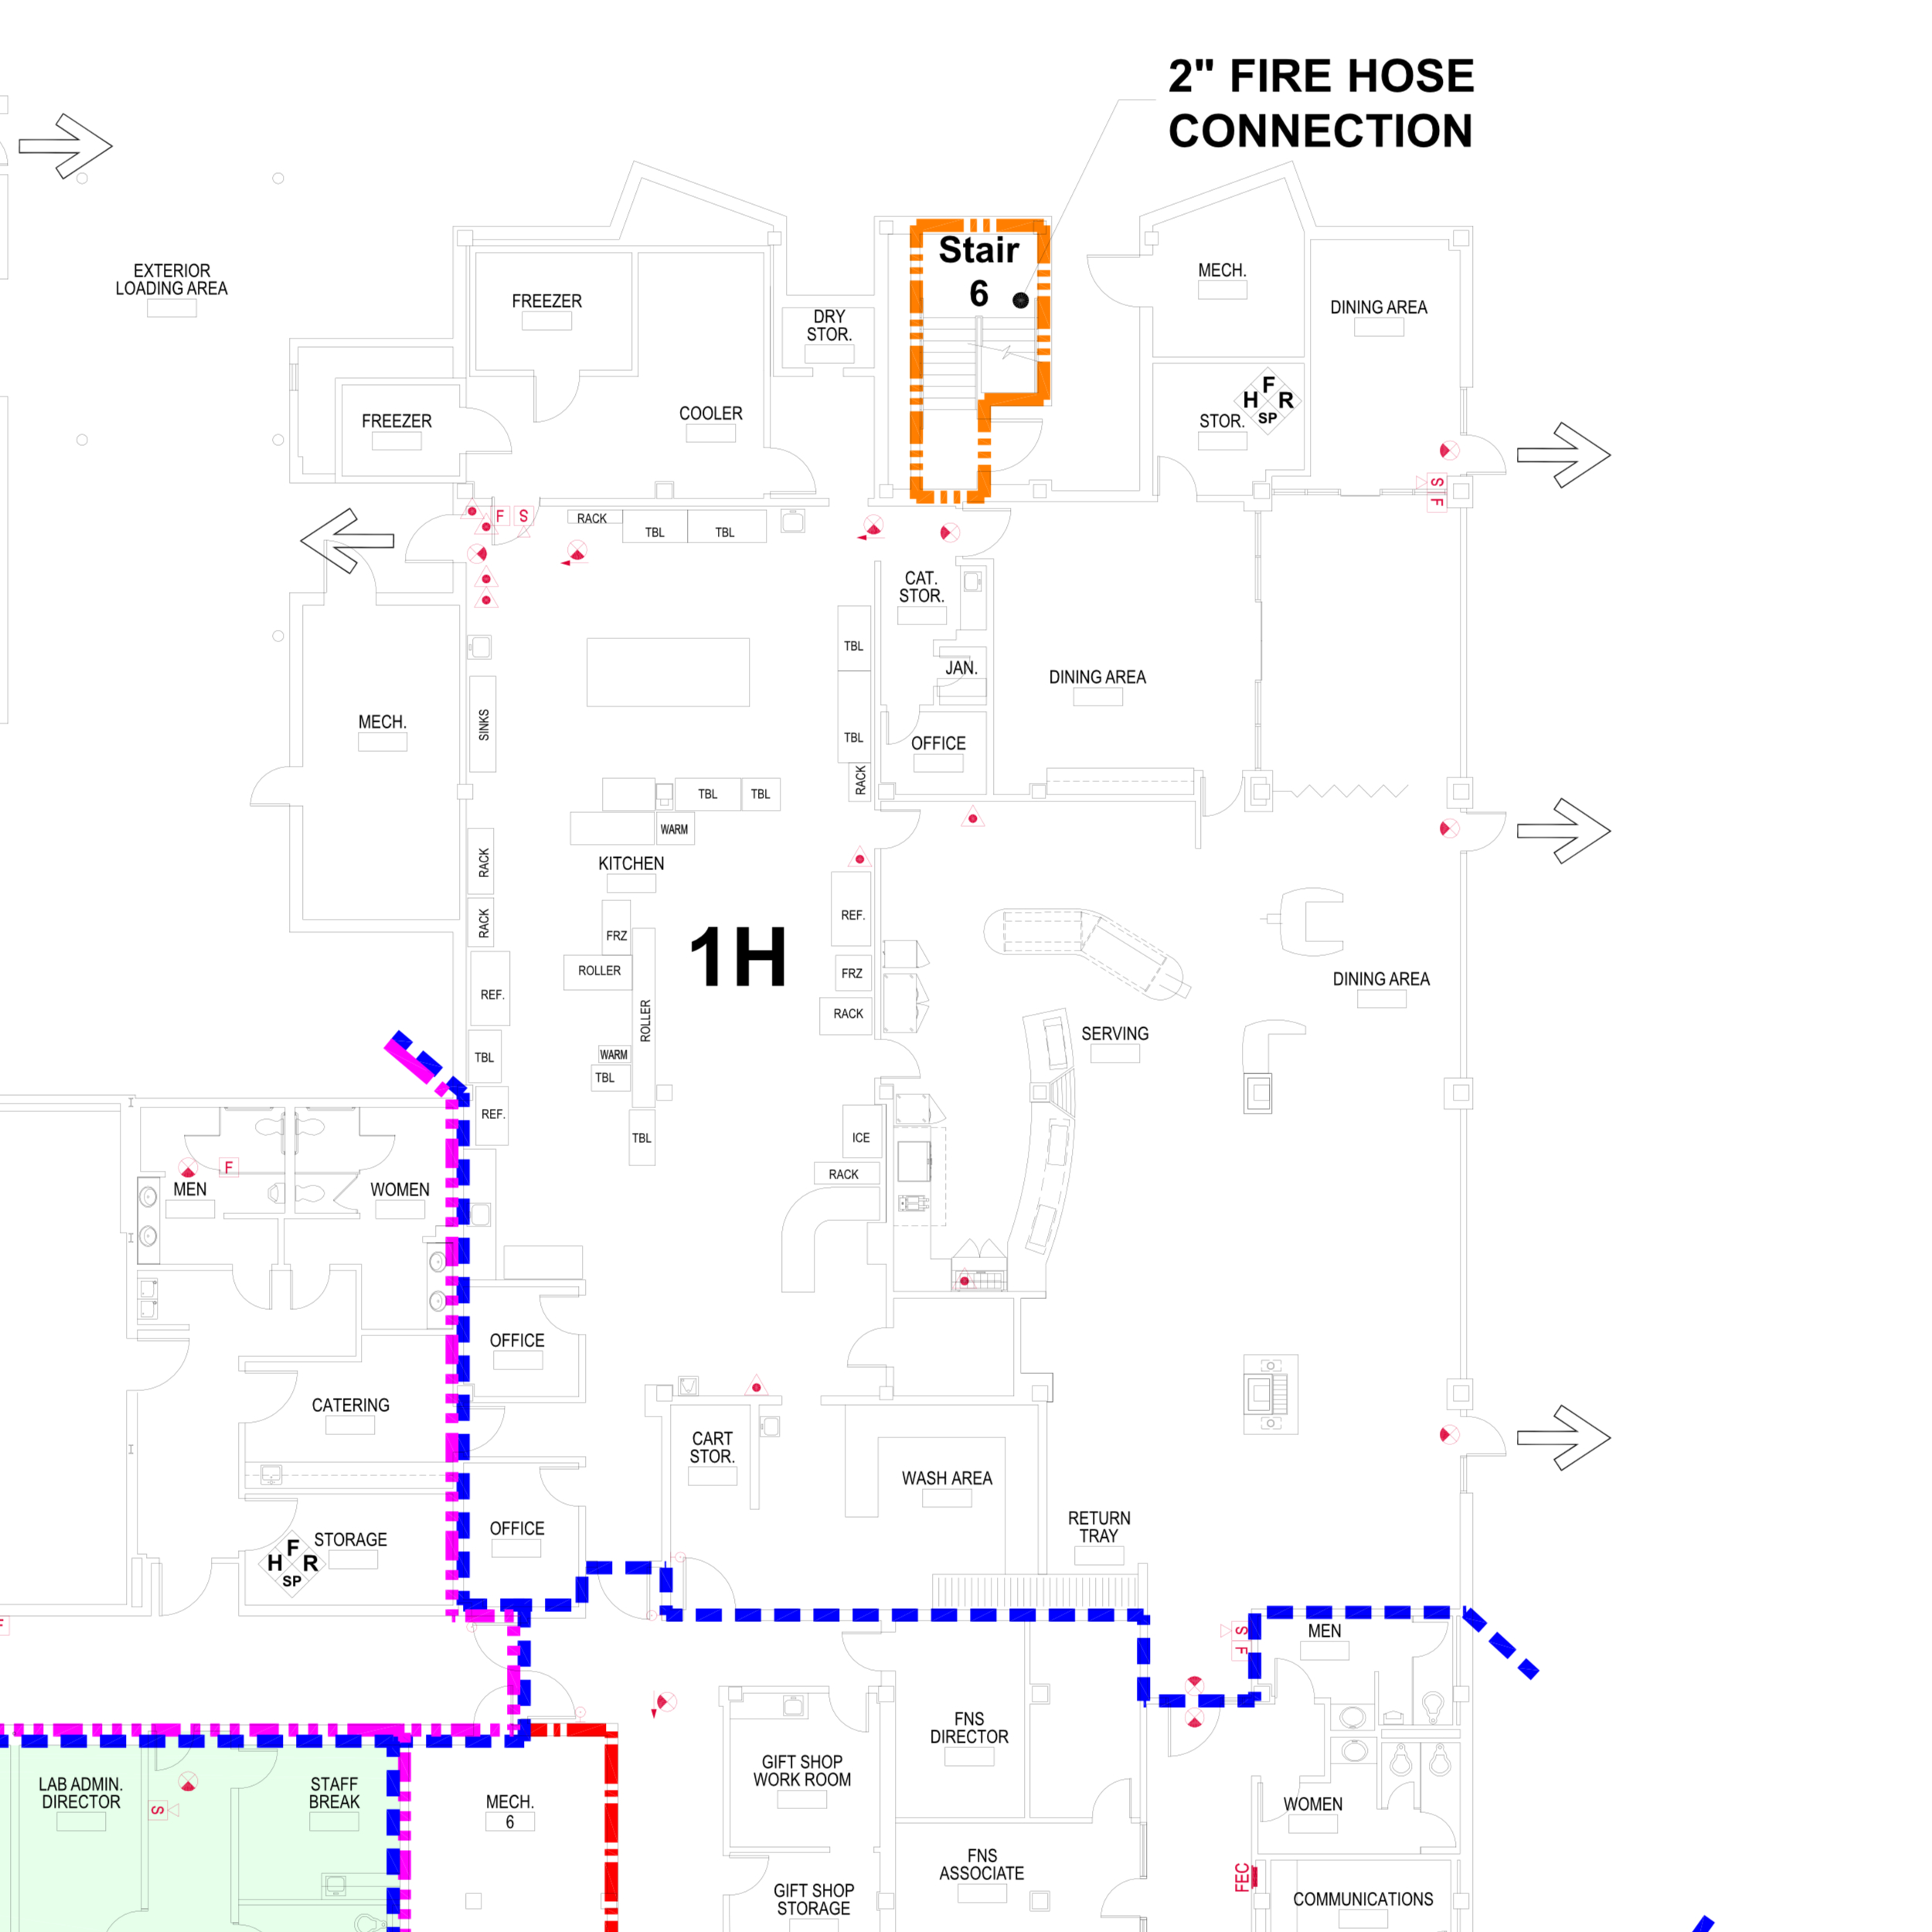 2" FIRE HOSE
CONNECTION
EXTERIOR
LOADING AREA
FREEZER
DRY
STOR.
Stair
6
MECH.
DINING AREA
FREEZER
COOLER
STOR.
F
H R
SP
S
F
F S
RACK
TBL
TBL
CAT.
STOR.
TBL
JAN.
DINING AREA
MECH.
SINKS
TBL
OFFICE
RACK
TBL
TBL
WARM
RACK
KITCHEN
RACK
FRZ
REF.
1H
ROLLER
FRZ
DINING AREA
REF.
ROLLER
RACK
SERVING
TBL
WARM
TBL
REF.
TBL
ICE
F
MEN
WOMEN
RACK
OFFICE
CATERING
CART
STOR.
WASH AREA
OFFICE
RETURN
TRAY
STORAGE
F
H R
SP
F
S
F
MEN
FNS
DIRECTOR
GIFT SHOP
WORK ROOM
LAB ADMIN.
DIRECTOR
STAFF
BREAK
MECH.
6
WOMEN
S
FNS
ASSOCIATE
FEC
GIFT SHOP
STORAGE
COMMUNICATIONS